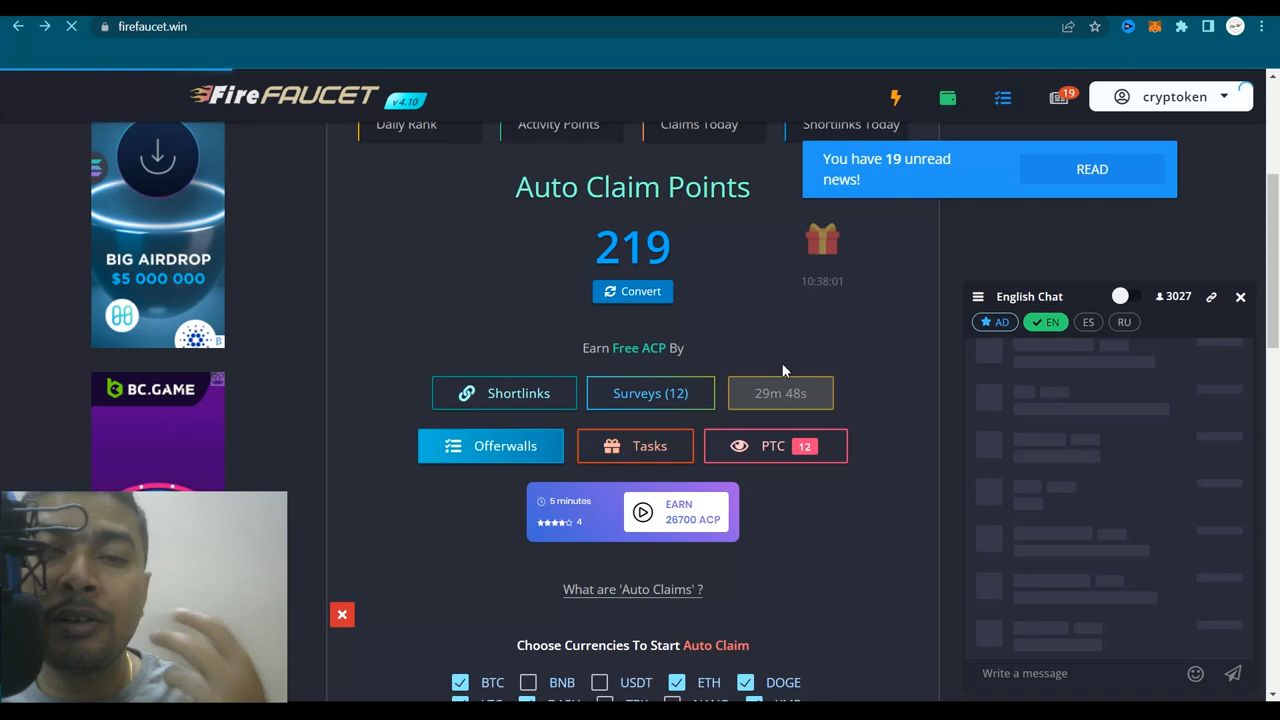 firefaucet.win
FireFAUCET
v 4.10
19
cryptoken
Daily Rank
Activity Points
Claims Today
Shortlinks Today
You have 19 unread
news!
READ
Auto Claim Points
219
Convert
10:38:01
BIG AIRDROP
$5 000 000
BC.GAME
Earn Free ACP By
Shortlinks
Surveys (12)
29m 48s
Offerwalls
Tasks
PTC 12
5 minutes
4
EARN
26700 ACP
What are 'Auto Claims' ?
Choose Currencies To Start Auto Claim
BTC
BNB
USDT
ETH
DOGE
English Chat
3027
AD
EN
ES
RU
Write a message